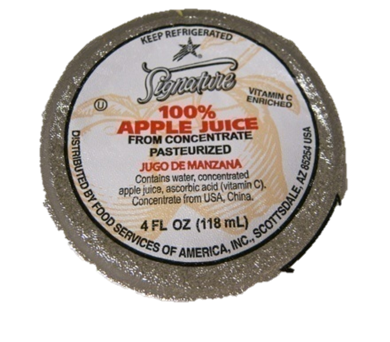 KEEP REFRIGERATED
Signature
U
VITAMIN C
ENRICHED
100%
APPLE JUICE
FROM CONCENTRATE
PASTEURIZED
JUGO DE MANZANA
Contains water, concentrated
apple juice, ascorbic acid (vitamin C).
Concentrate from USA, China.
4 FL OZ (118 mL)
DISTRIBUTED BY FOOD SERVICES OF AMERICA, INC., SCOTTSDALE, AZ 85254 USA